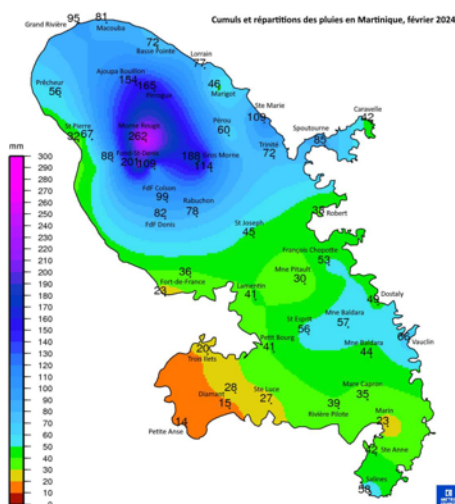 Cumuls et répartitions des pluies en Martinique, février 2024
Grand Rivière 95
81
Macouba
72
Basse Pointe
Lorrain
77
Ajoupa Bouillon
154
165
Prêcheur
56
46
Marigot
Ste Marie
109
Caravelle
42
St Pierre
32 67
Morne Rouge
262
Pérou
60
Spoutourne
85
Trinité
72
88
Fond St Denis
201 109
188 Gros Morne
114
FdF Colson
99
Rabuchon
78
82
FdF Denis
35
Robert
St Joseph
45
François Chopotte
53
36
Fort-de-France
23
Mne Pitault
30
Lamentin
41
Dostaly
49
Mne Baldara
57
St Esprit
56
66
Vauclin
Petit Bourg
41
Mne Baldara
44
20
Trois Ilets
28
Diamant
15
Ste Luce
27
Mare Capron
35
39
Rivière Pilote
Marin
23
14
Petite Anse
42
Ste Anne
Salines
58
mm
300
290
280
270
260
250
240
230
220
210
200
190
180
170
160
150
140
130
120
110
100
90
80
70
60
50
40
30
20
10
0